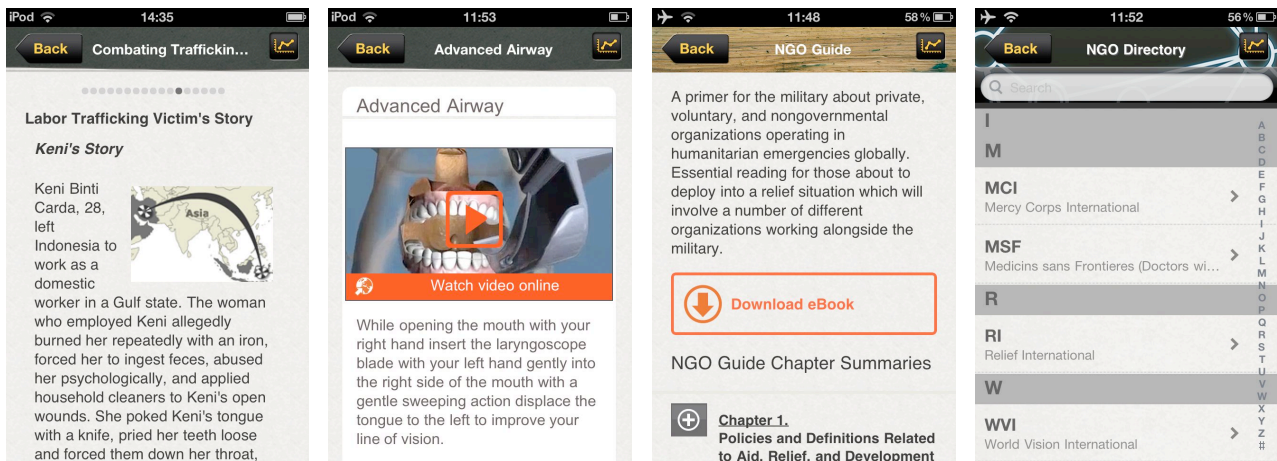 iPod 14:35
Back Combating Traffickin...
Labor Trafficking Victim's Story
Keni's Story
Keni Binti
Carda, 28,
left
Indonesia to
work as a
domestic
worker in a Gulf state. The woman
who employed Keni allegedly
burned her repeatedly with an iron,
forced her to ingest feces, abused
her psychologically, and applied
household cleaners to Keni's open
wounds. She poked Keni's tongue
with a knife, pried her teeth loose
and forced them down her throat,
Asia
iPod 11:53
Back Advanced Airway
Advanced Airway
Watch video online
While opening the mouth with your
right hand insert the laryngoscope
blade with your left hand gently into
the right side of the mouth with a
gentle sweeping action displace the
tongue to the left to improve your
line of vision.
11:48 58%
Back NGO Guide
A primer for the military about private,
voluntary, and nongovernmental
organizations operating in
humanitarian emergencies globally.
Essential reading for those about to
deploy into a relief situation which will
involve a number of different
organizations working alongside the
military.
Download eBook
NGO Guide Chapter Summaries
Chapter 1.
Policies and Definitions Related
to Aid, Relief, and Development
11:52 56%
Back NGO Directory
Search
I
M
MCI
Mercy Corps International
MSF
Medicins sans Frontieres (Doctors wi...
R
RI
Relief International
W
WVI
World Vision International
A
B
C
D
E
F
G
H
I
J
K
L
M
N
O
P
Q
R
S
T
U
V
W
X
Y
Z
#